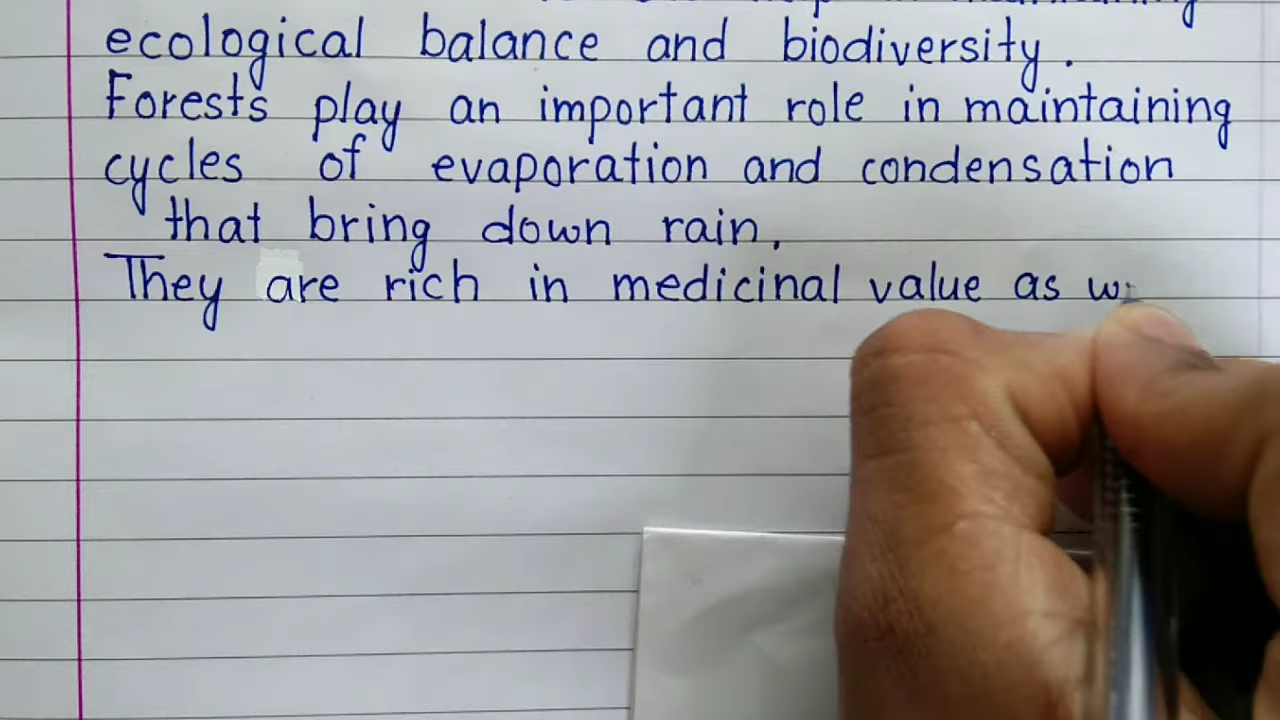 ecological balance and biodiversity.
Forests play an important role in maintaining
cycles of evaporation and condensation
that bring down rain.
They are rich in medicinal value as